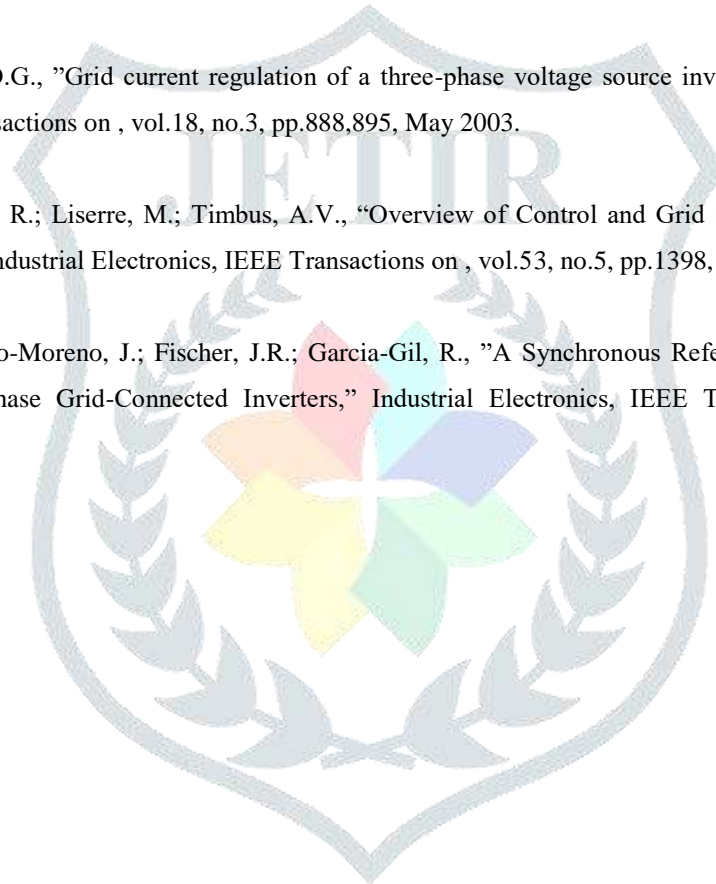 D.G., ”Grid current regulation of a three-phase voltage source inv
sactions on , vol.18, no.3, pp.888,895, May 2003.
JETIR
R.; Liserre, M.; Timbus, A.V., “Overview of Control and Grid
ndustrial Electronics, IEEE Transactions on , vol.53, no.5, pp.1398,
o-Moreno, J.; Fischer, J.R.; Garcia-Gil, R., ”A Synchronous Refe
hase Grid-Connected Inverters,” Industrial Electronics, IEEE T